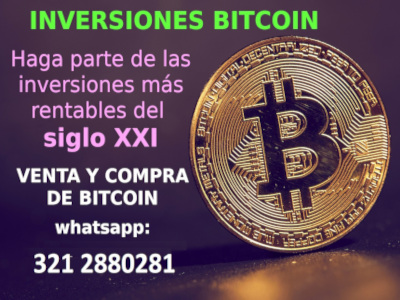 INVERSIONES BITCOIN
Haga parte de las
inversiones más
rentables del
siglo XXI
VENTA Y COMPRA
DE BITCOIN
whatsapp:
321 2880281